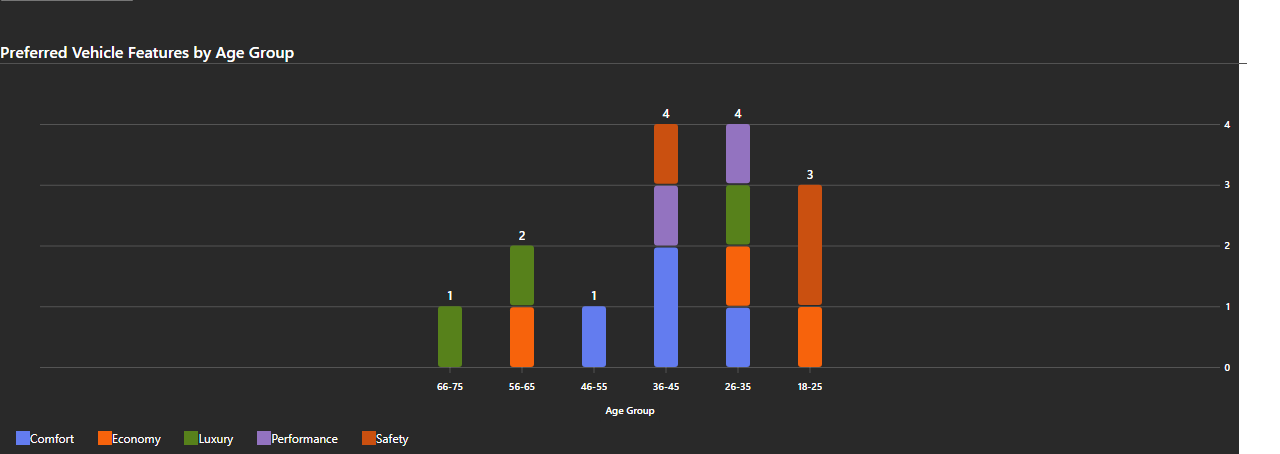 Preferred Vehicle Features by Age Group
4 4
4
3
3
2
2
1 1
1
0
66-75 56-65 46-55 36-45 26-35 18-25
Age Group
Comfort Economy Luxury Performance Safety